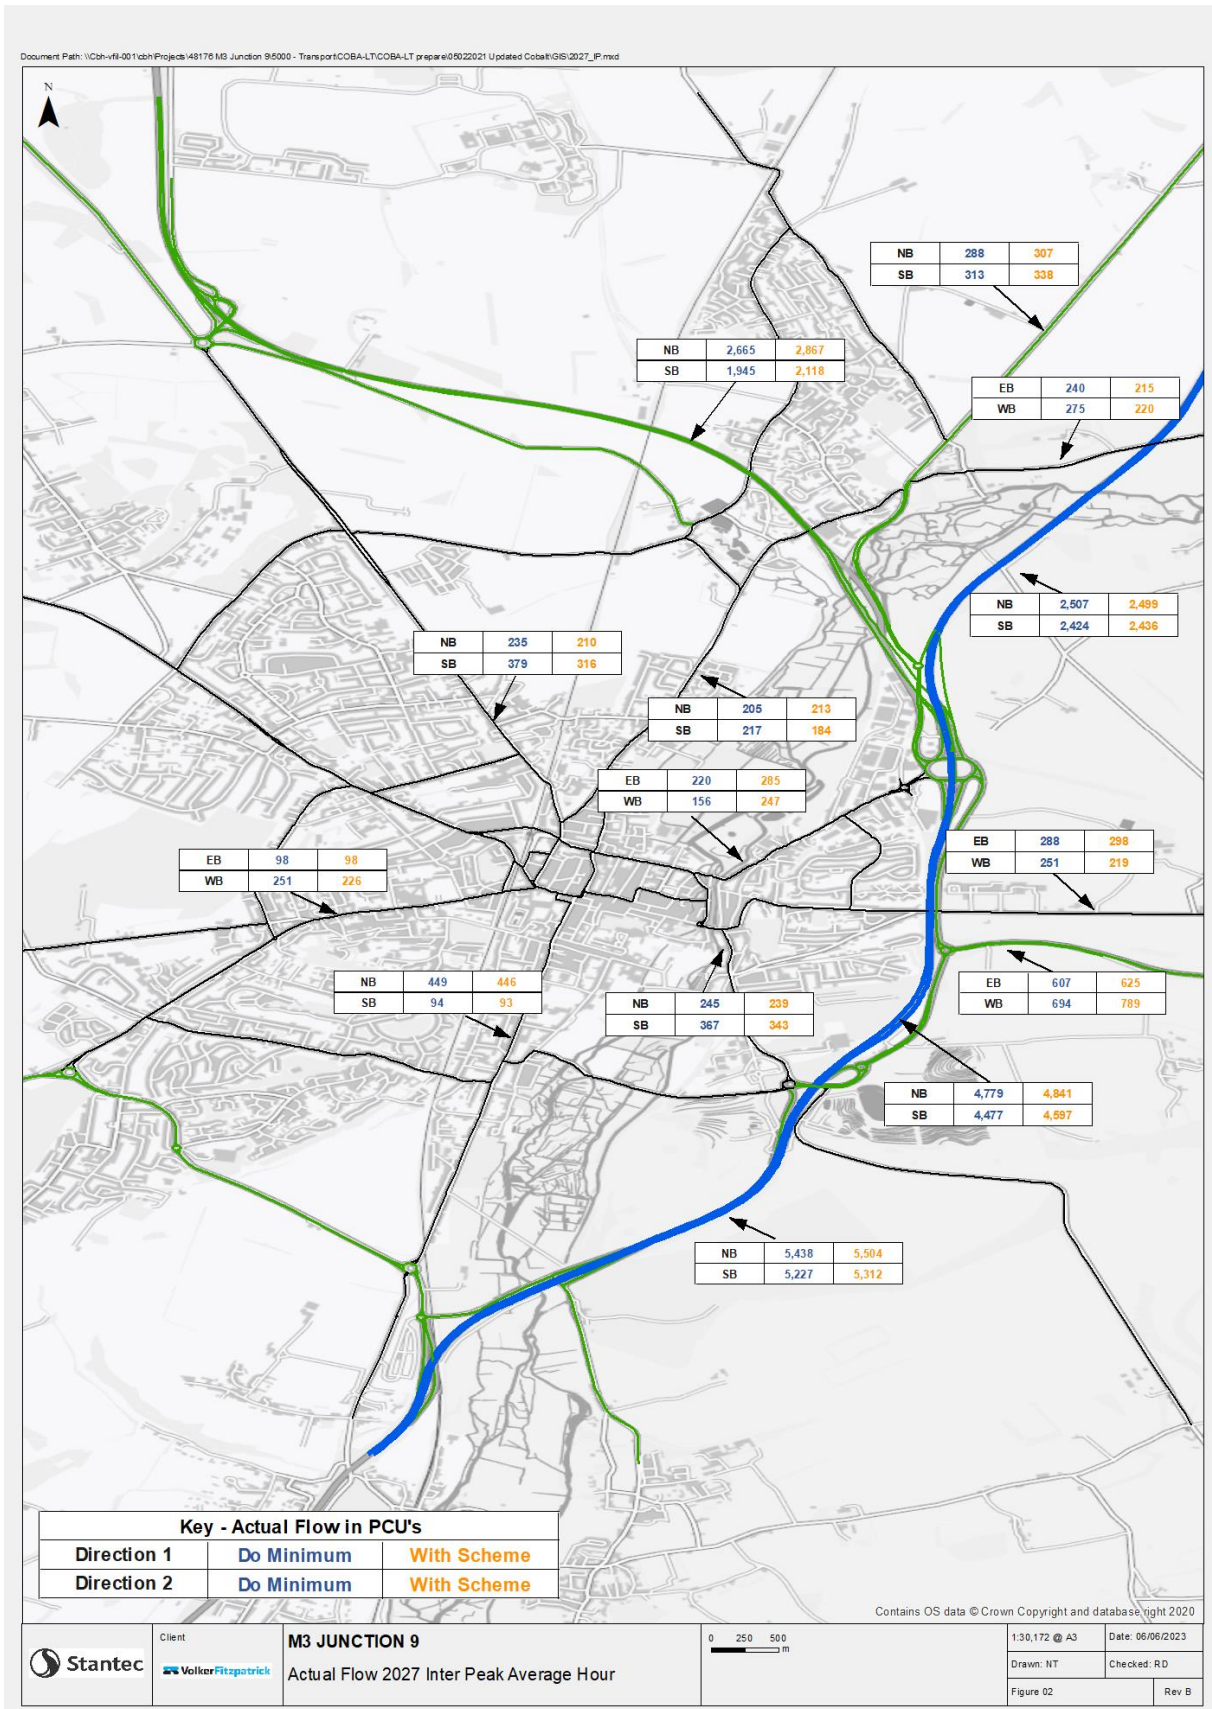 Document Path: \\Cbh-vfil-001\cbh\Projects\48176 M3 Junction 9\5000 - Transport\COBA-LT\COBA-LT prepare\05022021 Updated Cobalt\GIS\2027_IP.mxd
N
NB 288 307
SB 313 338
NB 2,665 2,867
SB 1,945 2,118
EB 240 215
WB 275 220
NB 2,507 2,499
SB 2,424 2,436
NB 235 210
SB 379 316
NB 205 213
SB 217 184
EB 220 285
WB 156 247
EB 288 298
WB 251 219
EB 98 98
WB 251 226
NB 449 446
SB 94 93
NB 245 239
SB 367 343
EB 607 625
WB 694 789
NB 4,779 4,841
SB 4,477 4,597
NB 5,438 5,504
SB 5,227 5,312
Key - Actual Flow in PCU's
Direction 1 Do Minimum With Scheme
Direction 2 Do Minimum With Scheme
Contains OS data © Crown Copyright and database right 2020
Stantec
Client
VolkerFitzpatrick
M3 JUNCTION 9
Actual Flow 2027 Inter Peak Average Hour
0 250 500
m
1:30,172 @ A3 Date: 06/06/2023
Drawn: NT Checked: RD
Figure 02 Rev B